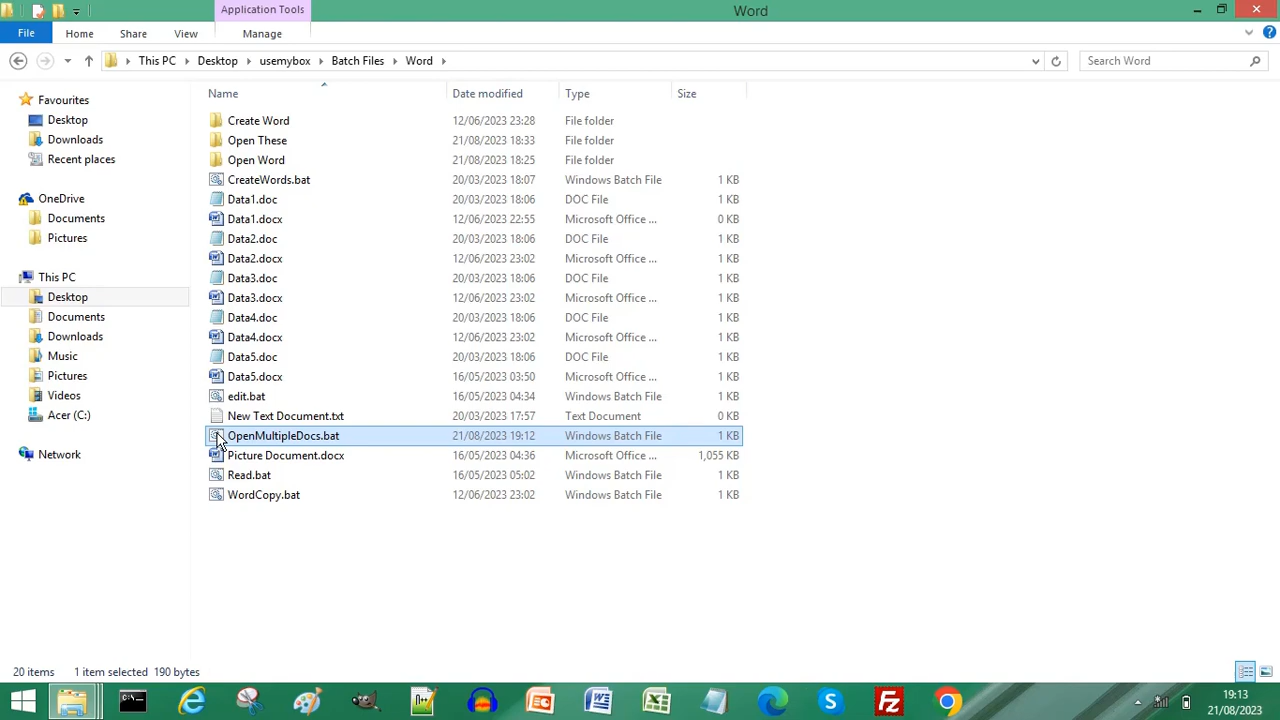 Application Tools
Word
File Home Share View Manage
This PC Desktop usemybox Batch Files Word
Search Word
Name Date modified Type Size
Favourites
Desktop
Downloads
Recent places
OneDrive
Documents
Pictures
This PC
Desktop
Documents
Downloads
Music
Pictures
Videos
Acer (C:)
Network
Create Word 12/06/2023 23:28 File folder
Open These 21/08/2023 18:33 File folder
Open Word 21/08/2023 18:25 File folder
CreateWords.bat 20/03/2023 18:07 Windows Batch File 1 KB
Data1.doc 20/03/2023 18:06 DOC File 1 KB
Data1.docx 12/06/2023 22:55 Microsoft Office ... 0 KB
Data2.doc 20/03/2023 18:06 DOC File 1 KB
Data2.docx 12/06/2023 23:02 Microsoft Office ... 1 KB
Data3.doc 20/03/2023 18:06 DOC File 1 KB
Data3.docx 12/06/2023 23:02 Microsoft Office ... 1 KB
Data4.doc 20/03/2023 18:06 DOC File 1 KB
Data4.docx 12/06/2023 23:02 Microsoft Office ... 1 KB
Data5.doc 20/03/2023 18:06 DOC File 1 KB
Data5.docx 16/05/2023 03:50 Microsoft Office ... 1 KB
edit.bat 16/05/2023 04:34 Windows Batch File 1 KB
New Text Document.txt 20/03/2023 17:57 Text Document 0 KB
OpenMultipleDocs.bat 21/08/2023 19:12 Windows Batch File 1 KB
Picture Document.docx 16/05/2023 04:36 Microsoft Office ... 1,055 KB
Read.bat 16/05/2023 05:02 Windows Batch File 1 KB
WordCopy.bat 12/06/2023 23:02 Windows Batch File 1 KB
20 items 1 item selected 190 bytes
19:13
21/08/2023